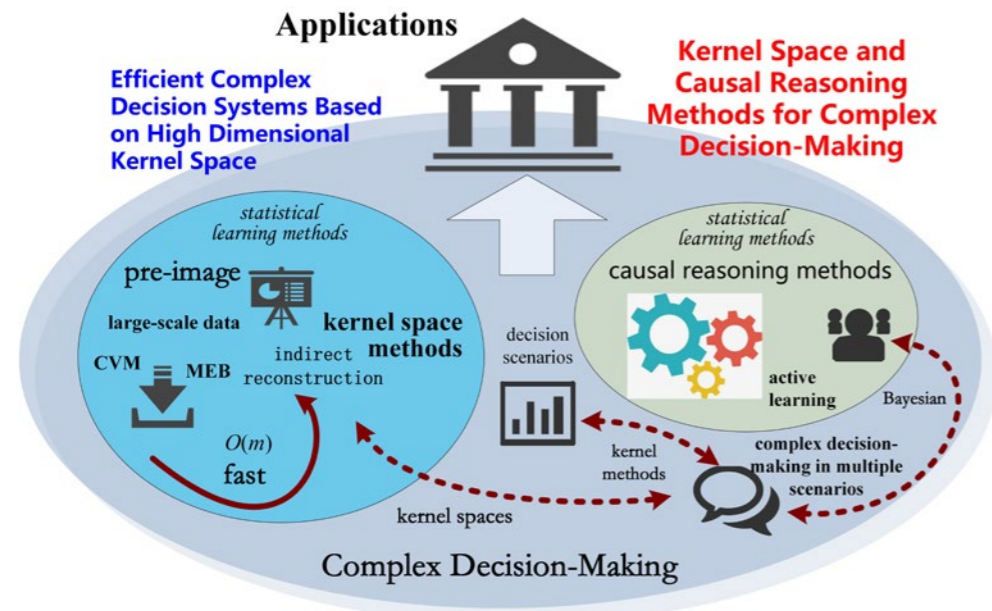 Applications
Efficient Complex
Decision Systems Based
on High Dimensional
Kernel Space
Kernel Space and
Causal Reasoning
Methods for Complex
Decision-Making
statistical
learning methods
pre-image
large-scale data
kernel space
methods
CVM
MEB
indirect
reconstruction
O(m)
fast
statistical
learning methods
causal reasoning methods
active
learning
decision
scenarios
Bayesian
kernel
methods
complex decision-
making in multiple
scenarios
kernel spaces
Complex Decision-Making